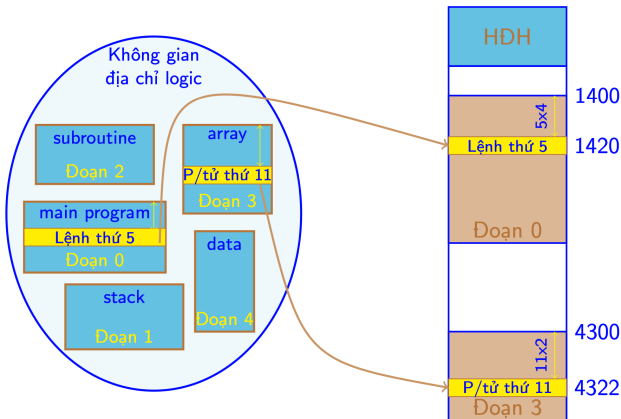 Không gian
địa chỉ logic
subroutine
Đoạn 2
array
P/tử thứ 11
Đoạn 3
main program
Lệnh thứ 5
Đoạn 0
data
Đoạn 4
stack
Đoạn 1
HĐH
1400
5x4
Lệnh thứ 5
1420
Đoạn 0
4300
11x2
P/tử thứ 11
4322
Đoạn 3